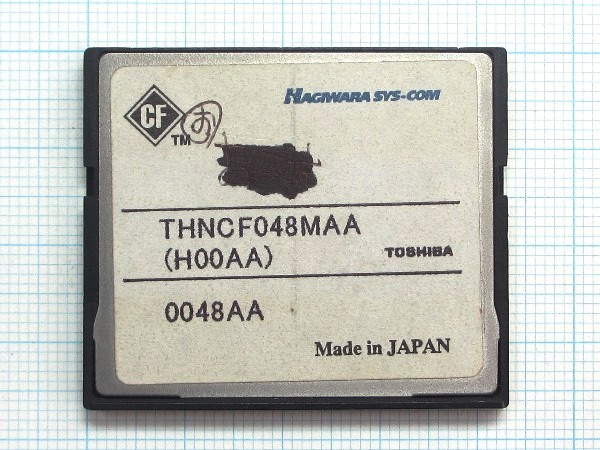 HAGIWARA SYS-COM
CF
TM
お
THNCF048MAA
(H00AA)
TOSHIBA
0048AA
Made in JAPAN